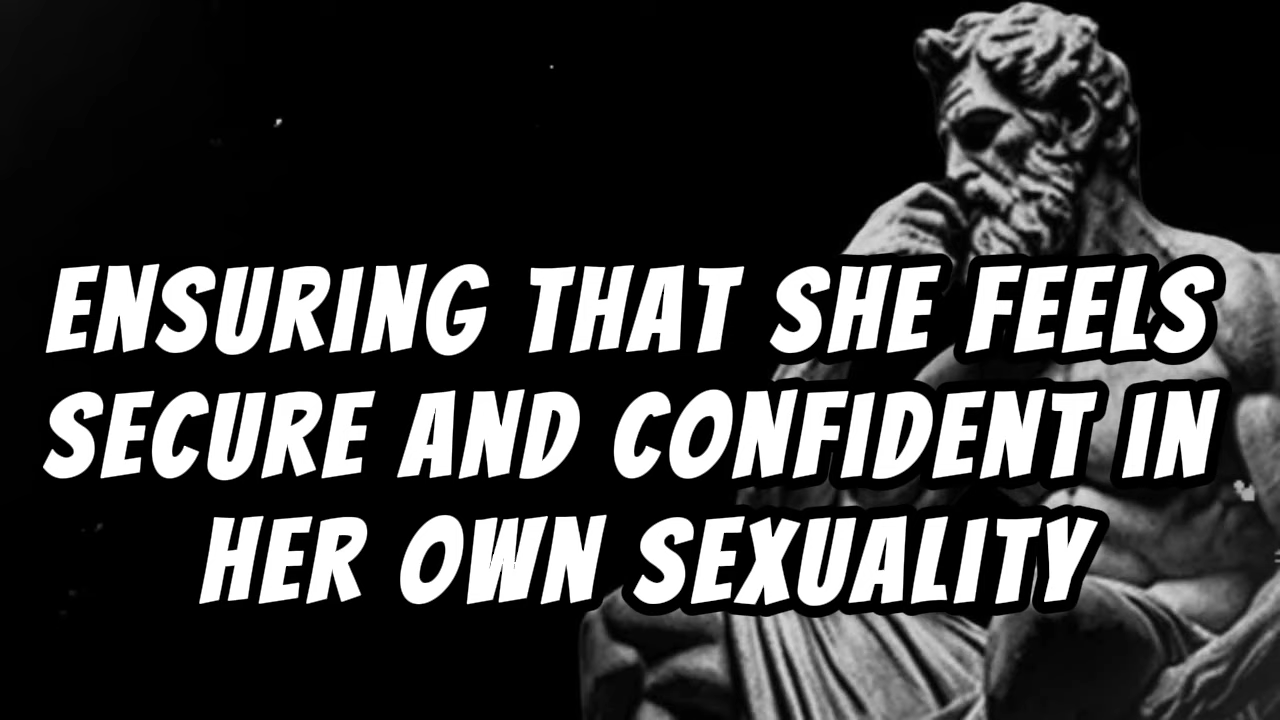 ENSURING THAT SHE FEELS
SECURE AND CONFIDENT IN
HER OWN SEXUALITY